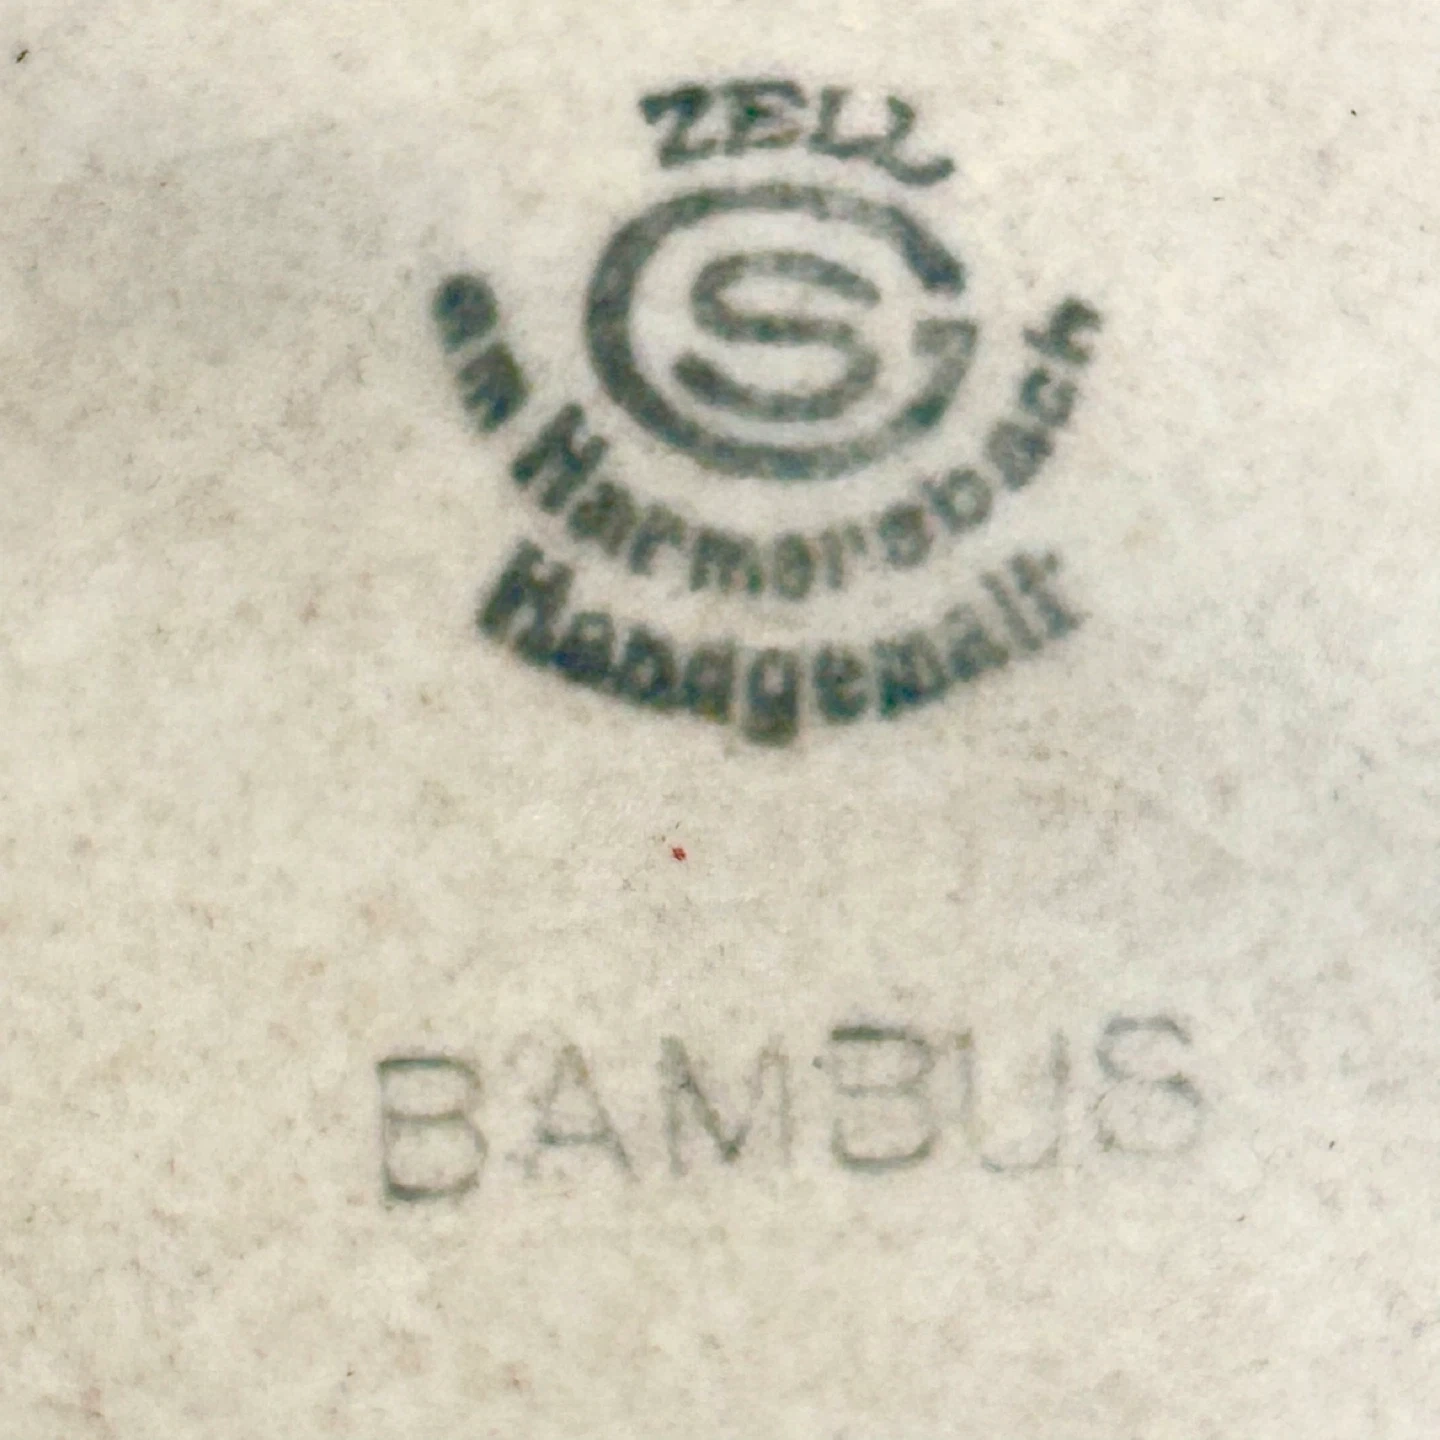 ZELL
GS
am Harmersbach
Handgemalt
BAMBUS